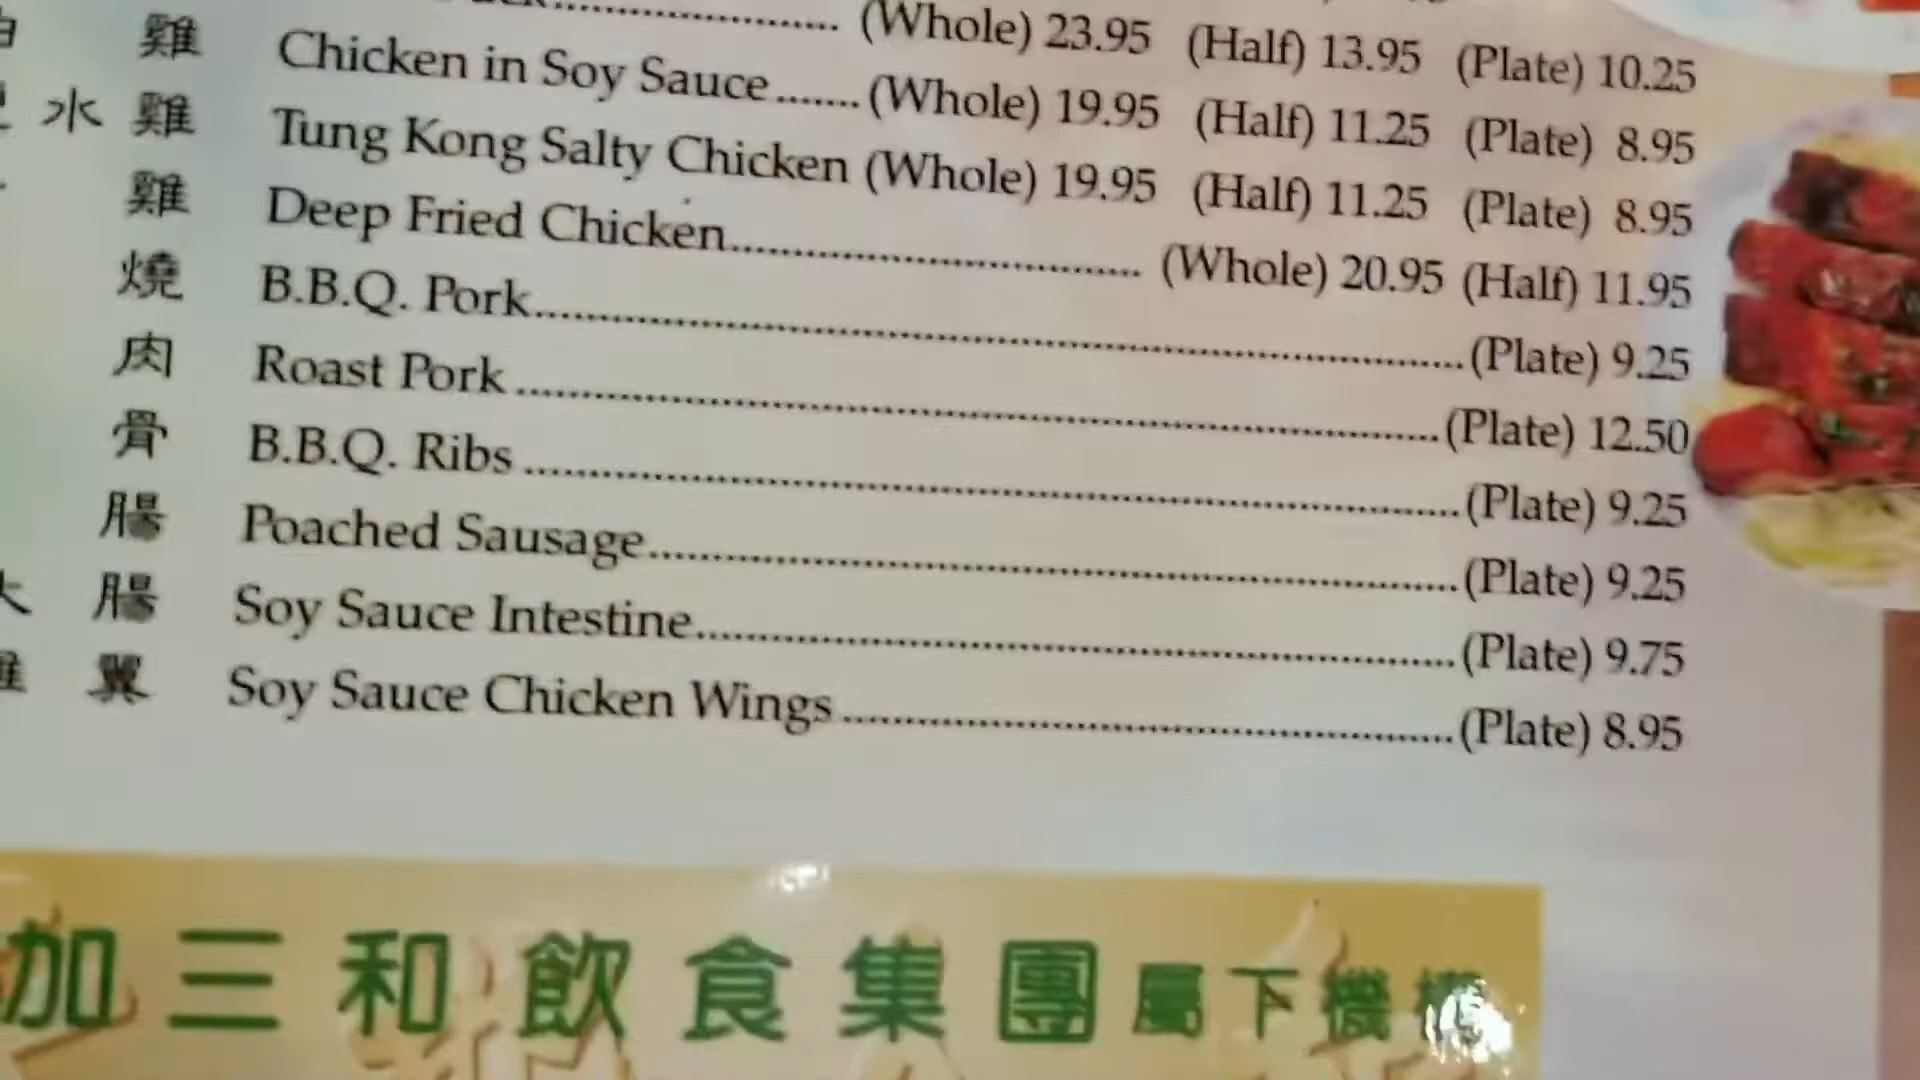 (Whole) 23.95 (Half) 13.95 (Plate) 10.25
雞 Chicken in Soy Sauce.......(Whole) 19.95 (Half) 11.25 (Plate) 8.95
水 雞 Tung Kong Salty Chicken (Whole) 19.95 (Half) 11.25 (Plate) 8.95
雞 Deep Fried Chicken.................................. (Whole) 20.95 (Half) 11.95
燒 B.B.Q. Pork..........................................................................(Plate) 9.25
肉 Roast Pork .........................................................................(Plate) 12.50
骨 B.B.Q. Ribs ...........................................................................(Plate) 9.25
腸 Poached Sausage................................................................(Plate) 9.25
大 腸 Soy Sauce Intestine............................................................(Plate) 9.75
翼 Soy Sauce Chicken Wings.................................................(Plate) 8.95
加 三 和 飲 食 集 團 屬 下 機